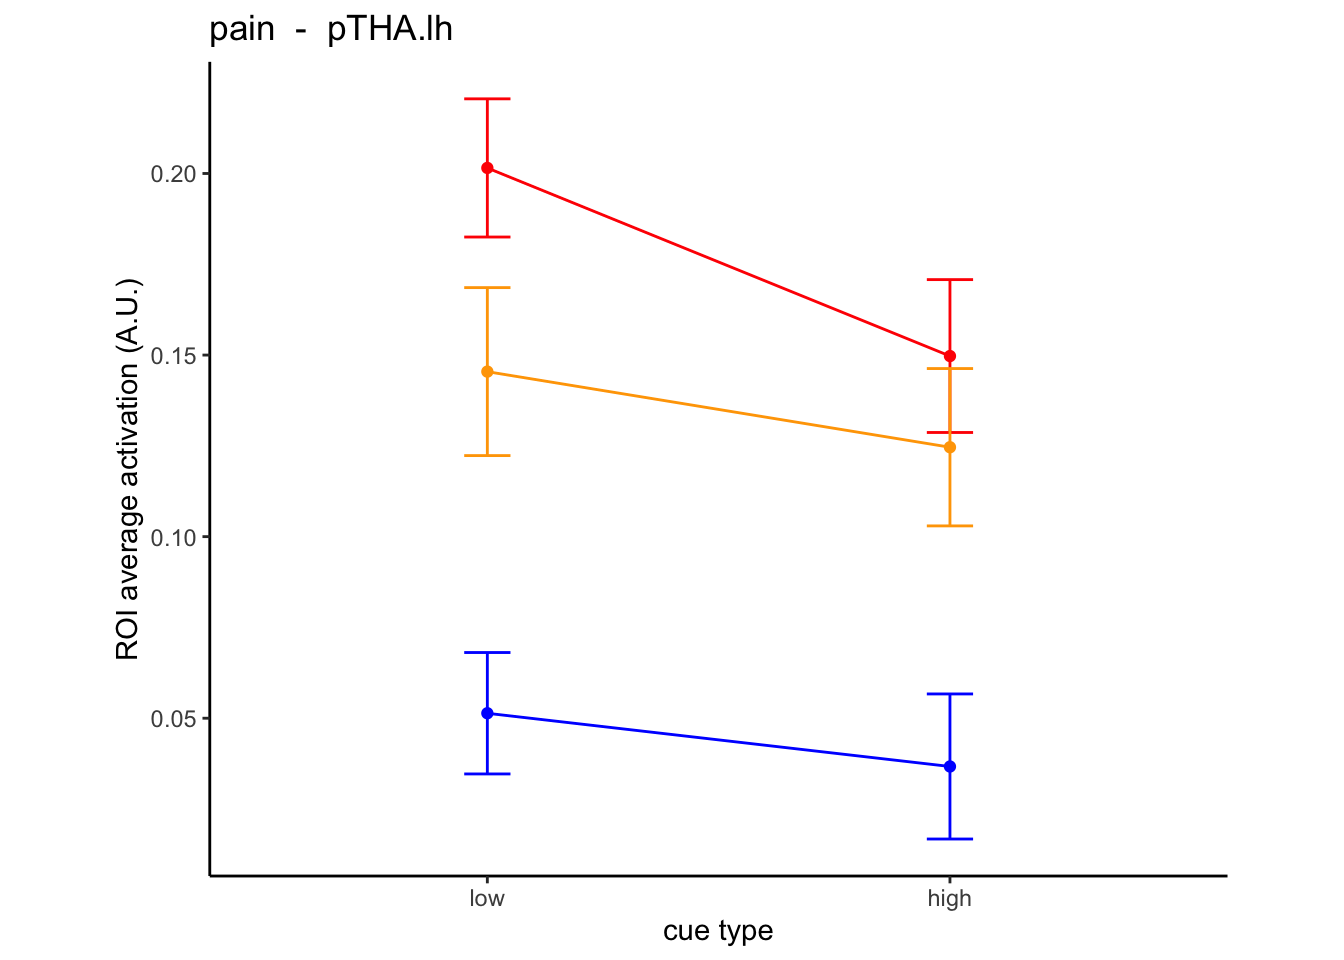 pain - pTHA.lh
ROI average activation (A.U.)
0.20
0.15
0.10
0.05
low high
cue type